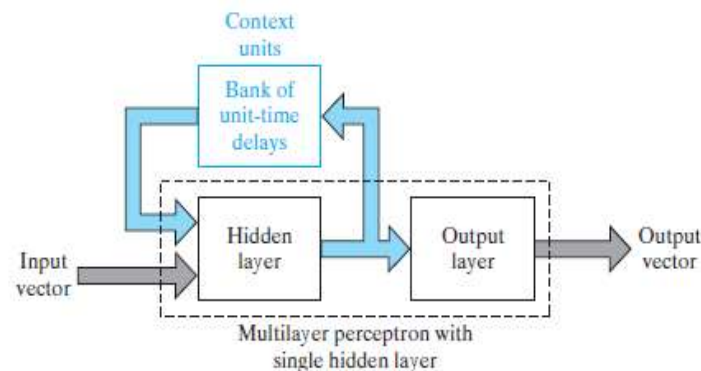 Context
units
Bank of
unit-time
delays
Hidden
layer
Output
layer
Input
vector
Output
vector
Multilayer perceptron with
single hidden layer